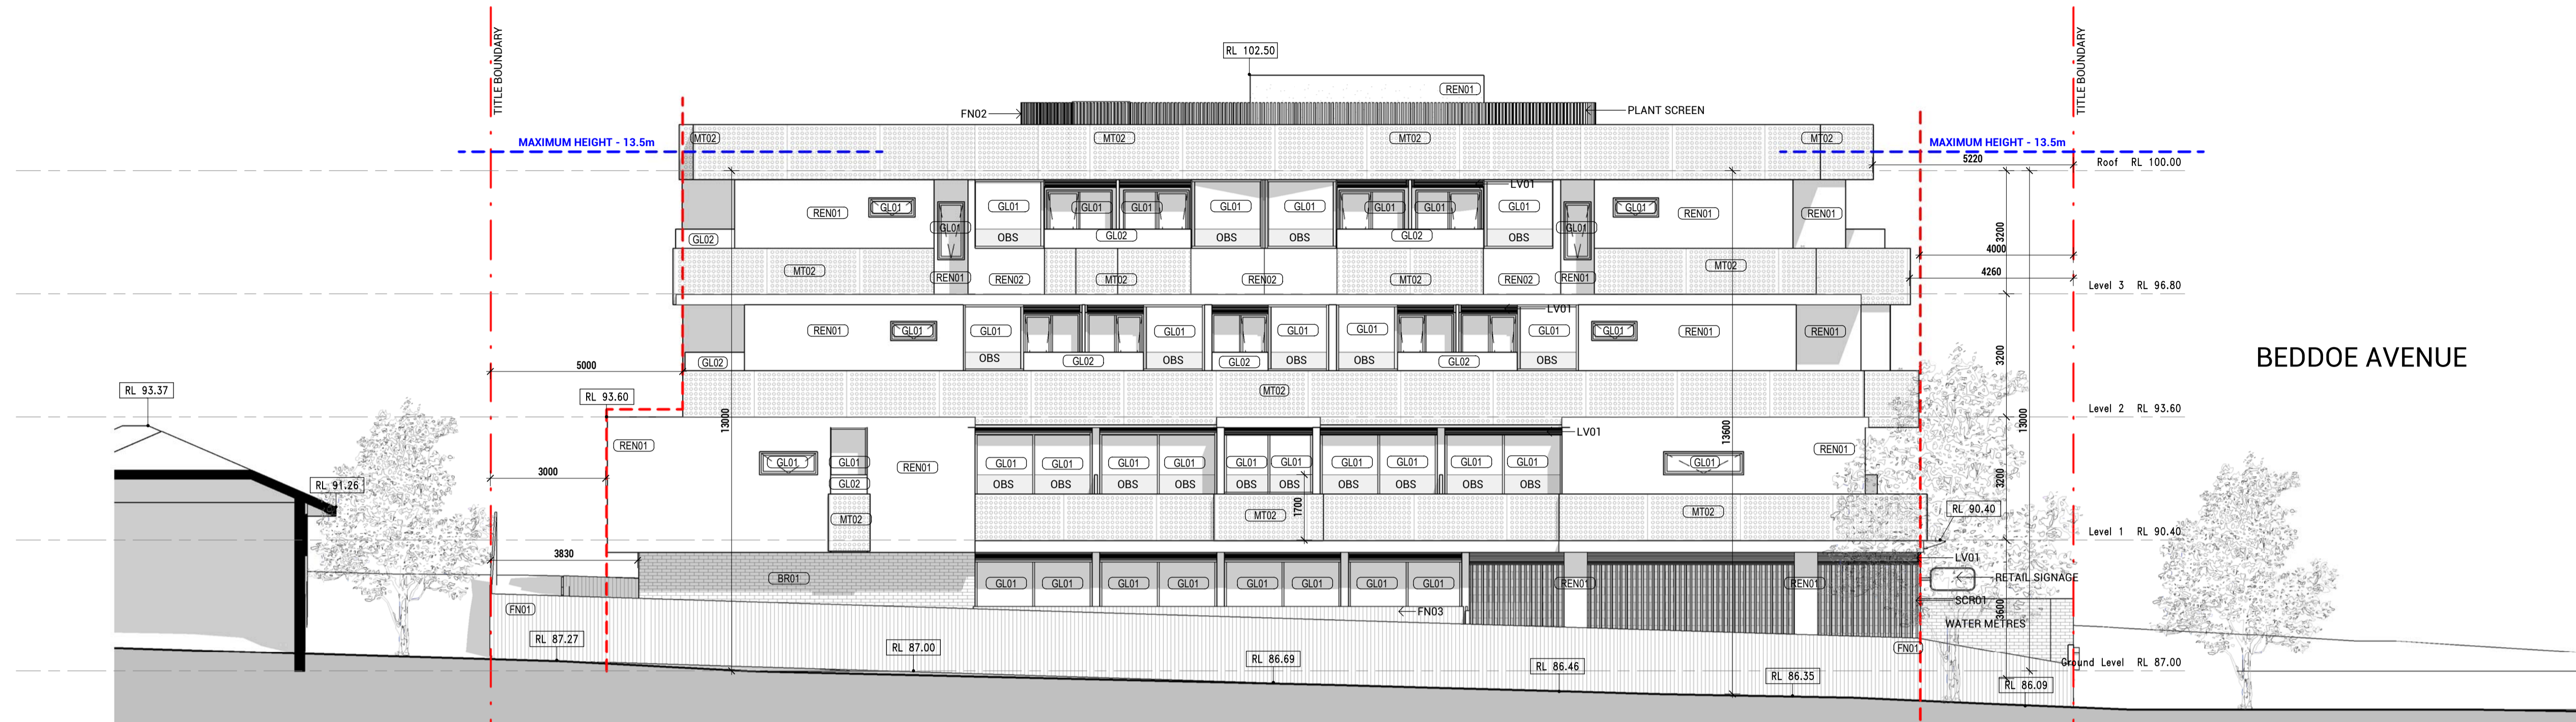 TITLE BOUNDARY
TITLE BOUNDARY
RL 102.50
REN01
FN02
PLANT SCREEN
MT02 MT02 MT02 MT02
MAXIMUM HEIGHT - 13.5m
MAXIMUM HEIGHT - 13.5m
5220
Roof RL 100.00
LV01
REN01 GL01 GL01 GL01 GL01 GL01 GL01 GL01 GL01 GL01 GL01 GL01 GL01 REN01 REN01
GL02 OBS GL02 OBS OBS GL02 OBS
3200
4000
MT02 REN01 REN02 MT02 REN02 MT02 REN02 REN01 MT02
4260
Level 3 RL 96.80
LV01
REN01 GL01 GL01 GL01 GL01 GL01 GL01 GL01 REN01 REN01
GL02 OBS GL02 OBS GL02 OBS OBS GL02 OBS
3200
BEDDOE AVENUE
5000
RL 93.37
RL 93.60
MT02
Level 2 RL 93.60
13000
13600
13000
LV01
REN01 GL01 GL01 REN01 GL01 GL01 GL01 GL01 GL01 GL01 GL01 GL01 GL01 GL01 GL01 REN01
3000
RL 91.26
GL02 OBS OBS OBS OBS OBS OBS OBS OBS OBS OBS
3200
MT02 MT02 1700 MT02
RL 90.40
Level 1 RL 90.40
3830
LV01
BR01 GL01 GL01 GL01 GL01 GL01 GL01 GL01 GL01 REN01 REN01
RETAIL SIGNAGE
SCR01
FN01 FN03
3600
WATER METRES
RL 87.27
RL 87.00
RL 86.69
RL 86.46
RL 86.35
FN01
Ground Level RL 87.00
RL 86.09